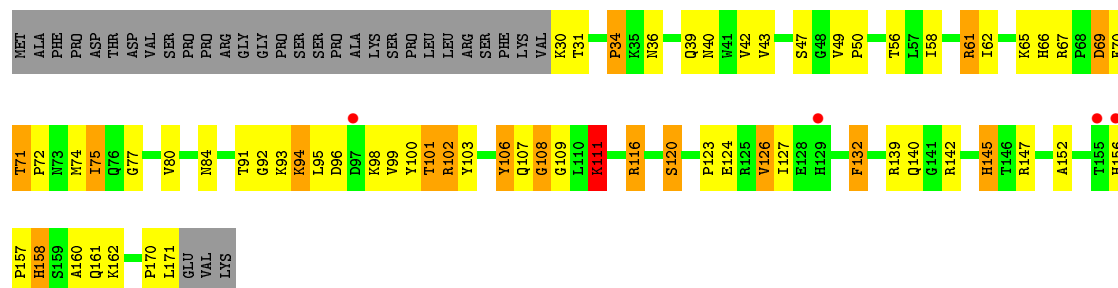 MET ALA PHE PRO ASP THR ASP VAL SER PRO PRO ARG GLY GLY PRO SER SER PRO ALA LYS SER PRO LEU LEU ARG SER PHE LYS VAL K30 T31 P34 K35 N36 Q39 N40 W41 V42 V43 S47 G48 V49 P50 T56 L57 I58 R61 I62 K65 H66 R67 P68 D69
T71 P72 N73 M74 I75 Q76 G77 V80 N84 T91 G92 K93 K94 L95 D96 D97 K98 V99 Y100 T101 R102 Y103 Y106 Q107 G108 G109 L110 K111 R116 S120 P123 E124 R125 V126 I127 E128 H129 F132 R139 Q140 G141 R142 H145 T146 R147 A152 T155 H156
P157 H158 S159 A160 Q161 K162 P170 L171 GLU VAL LYS